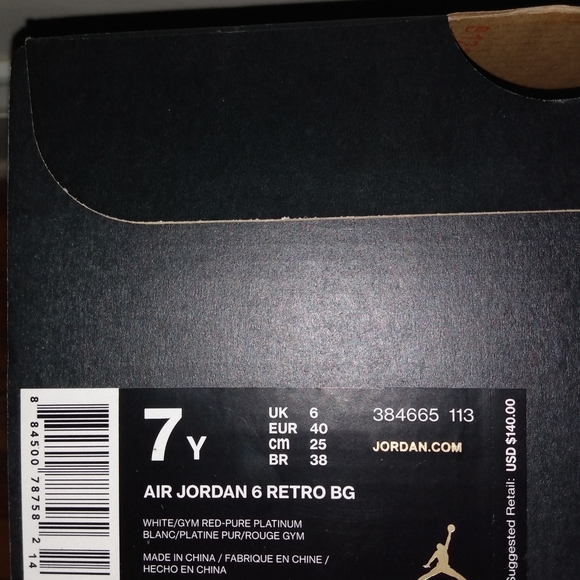 7 Y
UK 6
EUR 40
cm 25
BR 38
384665 113
JORDAN.COM
AIR JORDAN 6 RETRO BG
WHITE/GYM RED-PURE PLATINUM
BLANC/PLATINE PUR/ROUGE GYM
MADE IN CHINA / FABRIQUE EN CHINE /
HECHO EN CHINA
8 84500 78758 2 14
Suggested Retail: USD $140.00